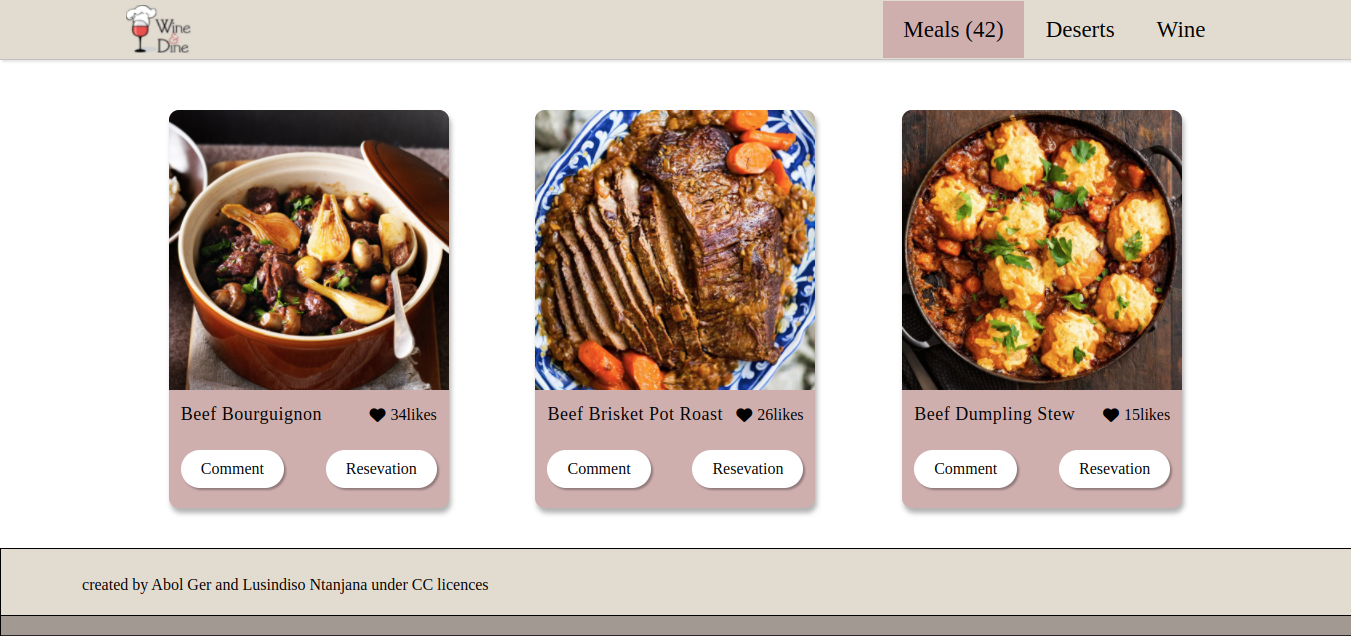 Wine
&
Dine
Meals (42)
Deserts
Wine
Beef Bourguignon
34likes
Comment
Resevation
Beef Brisket Pot Roast
26likes
Comment
Resevation
Beef Dumpling Stew
15likes
Comment
Resevation
created by Abol Ger and Lusindiso Ntanjana under CC licences